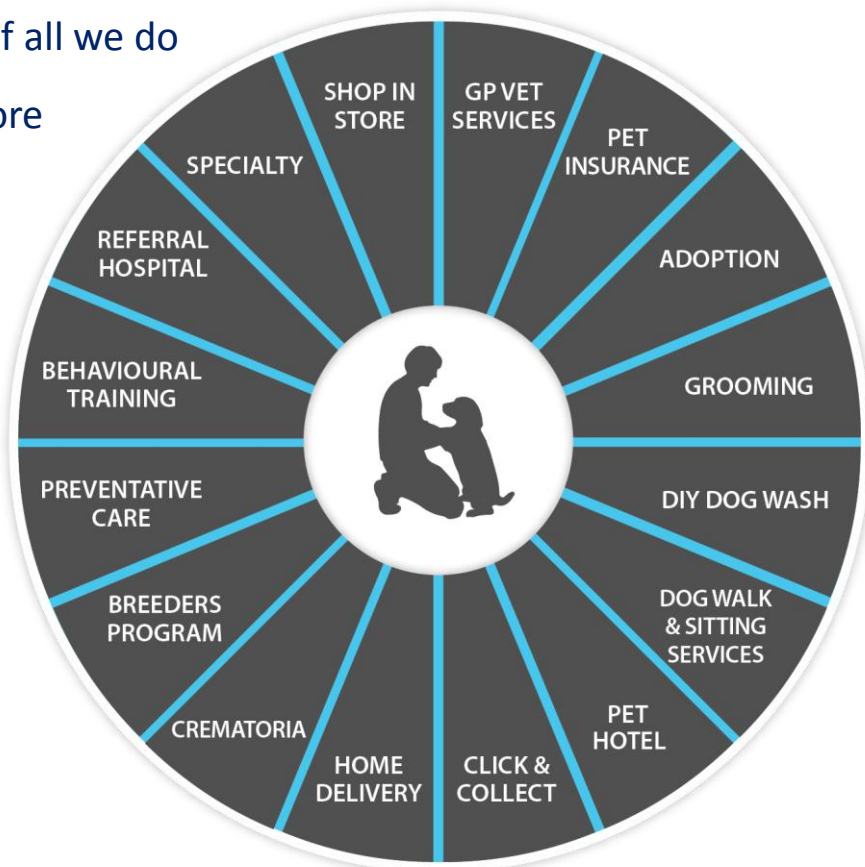 f all we do
ore
SHOP IN
STORE
GP VET
SERVICES
PET
INSURANCE
ADOPTION
GROOMING
DIY DOG WASH
DOG WALK
& SITTING
SERVICES
PET
HOTEL
CLICK &
COLLECT
HOME
DELIVERY
CREMATORIA
BREEDERS
PROGRAM
PREVENTATIVE
CARE
BEHAVIOURAL
TRAINING
REFERRAL
HOSPITAL
SPECIALTY